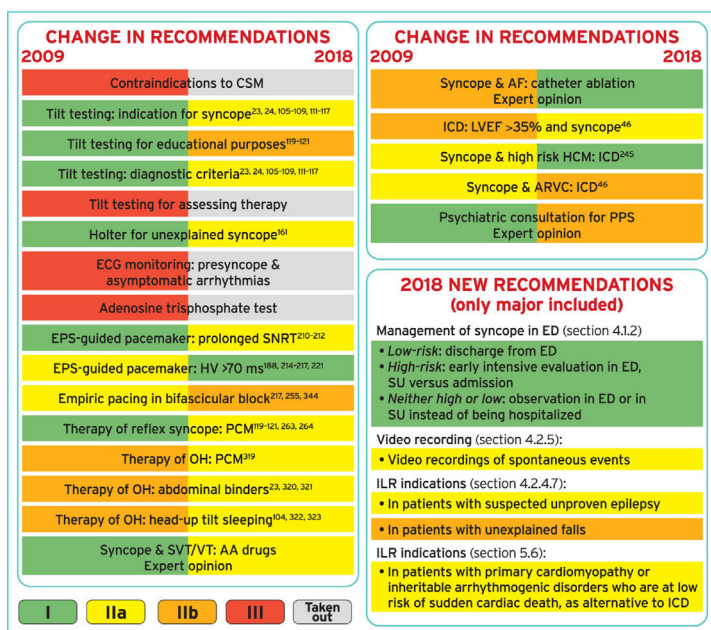 CHANGE IN RECOMMENDATIONS
2009 2018
Contraindications to CSM
Tilt testing: indication for syncope23, 24, 105-109, 111-117
Tilt testing for educational purposes119-121
Tilt testing: diagnostic criteria23, 24, 105-109, 111-117
Tilt testing for assessing therapy
Holter for unexplained syncope161
ECG monitoring: presyncope &
asymptomatic arrhythmias
Adenosine trisphosphate test
EPS-guided pacemaker: prolonged SNRT210-212
EPS-guided pacemaker: HV >70 ms188, 214-217, 221
Empiric pacing in bifascicular block217, 255, 344
Therapy of reflex syncope: PCM119-121, 263, 264
Therapy of OH: PCM319
Therapy of OH: abdominal binders23, 320, 321
Therapy of OH: head-up tilt sleeping104, 322, 323
Syncope & SVT/VT: AA drugs
Expert opinion
I IIa IIb III Taken
out
CHANGE IN RECOMMENDATIONS
2009 2018
Syncope & AF: catheter ablation
Expert opinion
ICD: LVEF >35% and syncope46
Syncope & high risk HCM: ICD245
Syncope & ARVC: ICD46
Psychiatric consultation for PPS
Expert opinion
2018 NEW RECOMMENDATIONS
(only major included)
Management of syncope in ED (section 4.1.2)
• Low-risk: discharge from ED
• High-risk: early intensive evaluation in ED,
SU versus admission
• Neither high or low: observation in ED or in
SU instead of being hospitalized
Video recording (section 4.2.5):
• Video recordings of spontaneous events
ILR indications (section 4.2.4.7):
• In patients with suspected unproven epilepsy
• In patients with unexplained falls
ILR indications (section 5.6):
• In patients with primary cardiomyopathy or
inheritable arrhythmogenic disorders who are at low
risk of sudden cardiac death, as alternative to ICD